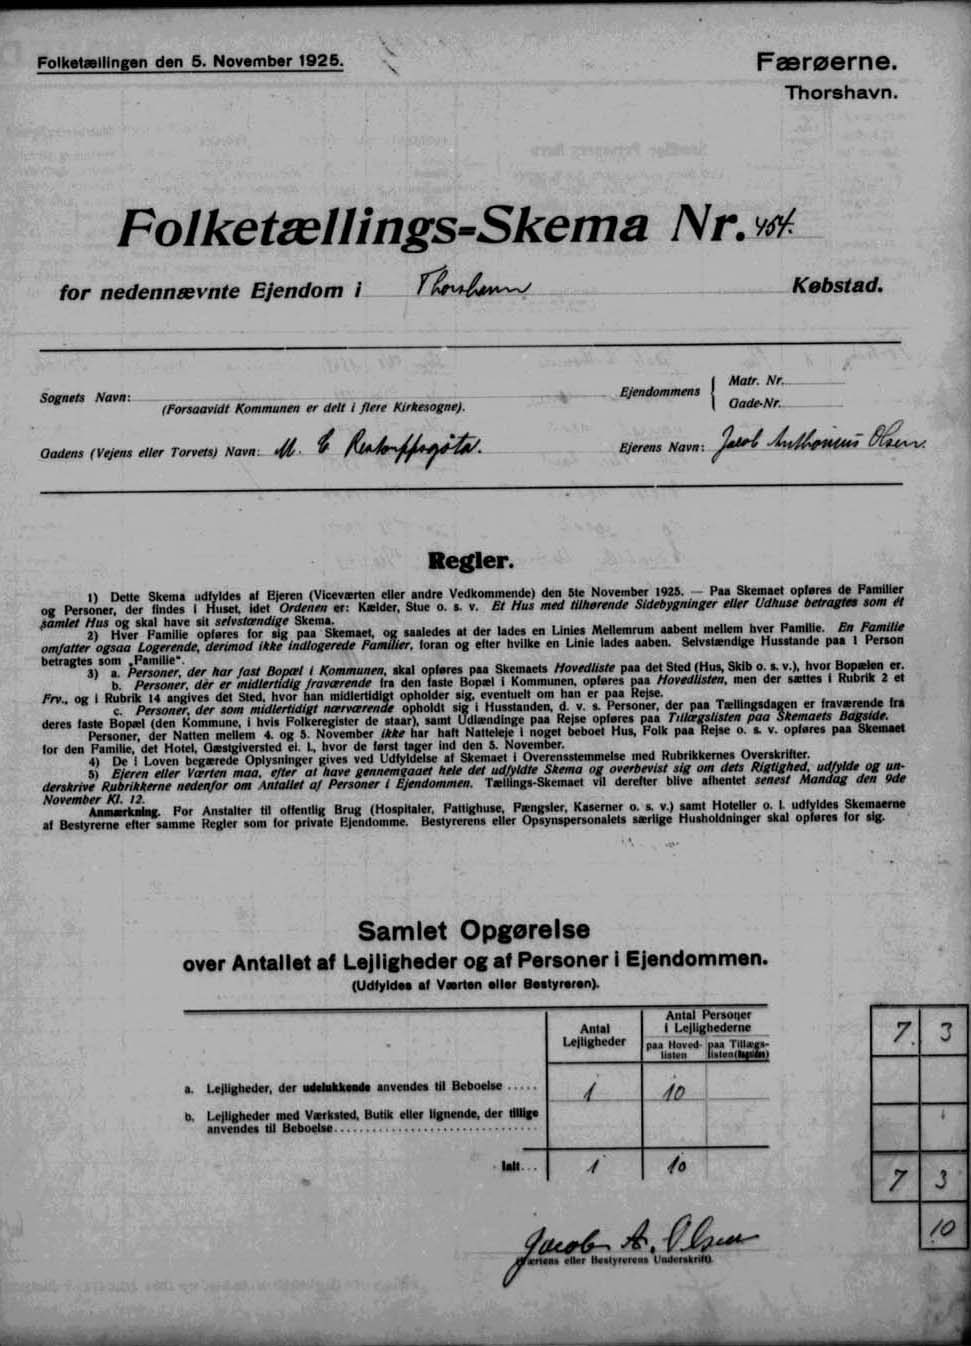 Folketællingen den 5. November 1925.
Færøerne.
Thorshavn.
Folketællings-Skema Nr. 454.
for nedennævnte Ejendom i Thorshavn Købstad.
Sognets Navn:
(Forsaavidt Kommunen er delt i flere Kirkesogne).
Ejendommens
Matr. Nr.
Gade-Nr.
Gadens (Vejens eller Torvets) Navn: M. C Restorffsgøta.
Ejerens Navn: Jacob Anthonius Olsen.
Regler.
1) Dette Skema udfyldes af Ejeren (Viceværten eller andre Vedkommende) den 5te November 1925. — Paa Skemaet opføres de Familier
og Personer, der findes i Huset, idet Ordenen er: Kælder, Stue o. s. v. Et Hus med tilhørende Sidebygninger eller Udhuse betragtes som ét
samlet Hus og skal have sit selvstændige Skema.
2) Hver Familie opføres for sig paa Skemaet, og saaledes at der lades en Linies Mellemrum aabent mellem hver Familie. En Familie
omfatter ogsaa Logerende, derimod ikke indlogerede Familier, foran og efter hvilke en Linie lades aaben. Selvstændige Husstande paa 1 Person
betragtes som „Familie".
3) a. Personer, der har fast Bopæl i Kommunen, skal opføres paa Skemaets Hovedliste paa det Sted (Hus, Skib o. s. v.), hvor Bopælen er.
b. Personer, der er midlertidig fraværende fra den faste Bopæl i Kommunen, opføres paa Hovedlisten, men der sættes i Rubrik 2 et
Frv., og i Rubrik 14 angives det Sted, hvor han midlertidigt opholder sig, eventuelt om han er paa Rejse.
c. Personer, der som midlertidigt nærværende opholdt sig i Husstanden, d. v. s. Personer, der paa Tællingsdagen er fraværende fra
deres faste Bopæl (den Kommune, i hvis Folkeregister de staar), samt Udlændinge paa Rejse opføres paa Tillægslisten paa Skemaets Bagside.
Personer, der Natten mellem 4. og 5. November ikke har haft Natteleje i noget beboet Hus, Folk paa Rejse o. s. v. opføres paa Skemaet
for den Familie, det Hotel, Gæstgiversted el. l., hvor de først tager ind den 5. November.
4) De i Loven begærede Oplysninger gives ved Udfyldelse af Skemaet i Overensstemmelse med Rubrikkernes Overskrifter.
5) Ejeren eller Værten maa, efter at have gennemgaaet hele det udfyldte Skema og overbevist sig om dets Rigtighed, udfylde og un-
derskrive Rubrikkerne nedenfor om Antallet af Personer i Ejendommen. Tællings-Skemaet vil derefter blive afhentet senest Mandag den 9de
November Kl. 12.
Anmærkning. For Anstalter til offentlig Brug (Hospitaler, Fattighuse, Fængsler, Kaserner o. s. v.) samt Hoteller o. l. udfyldes Skemaerne
af Bestyrerne efter samme Regler som for private Ejendomme. Bestyrerens eller Opsynspersonalets særlige Husholdninger skal opføres for sig.
Samlet Opgørelse
over Antallet af Lejligheder og af Personer i Ejendommen.
(Udfyldes af Værten eller Bestyreren).
Antal
Lejligheder
Antal Personer
i Lejlighederne
paa Hoved-
listen
paa Tillægs-
listen (Bagsiden)
a. Lejligheder, der udelukkende anvendes til Beboelse ..... 1 10
b. Lejligheder med Værksted, Butik eller lignende, der tillige
anvendes til Beboelse
Ialt... 1 10
7. 3
7 3
10
Jacob A. Olsen
(Værtens eller Bestyrerens Underskrift).